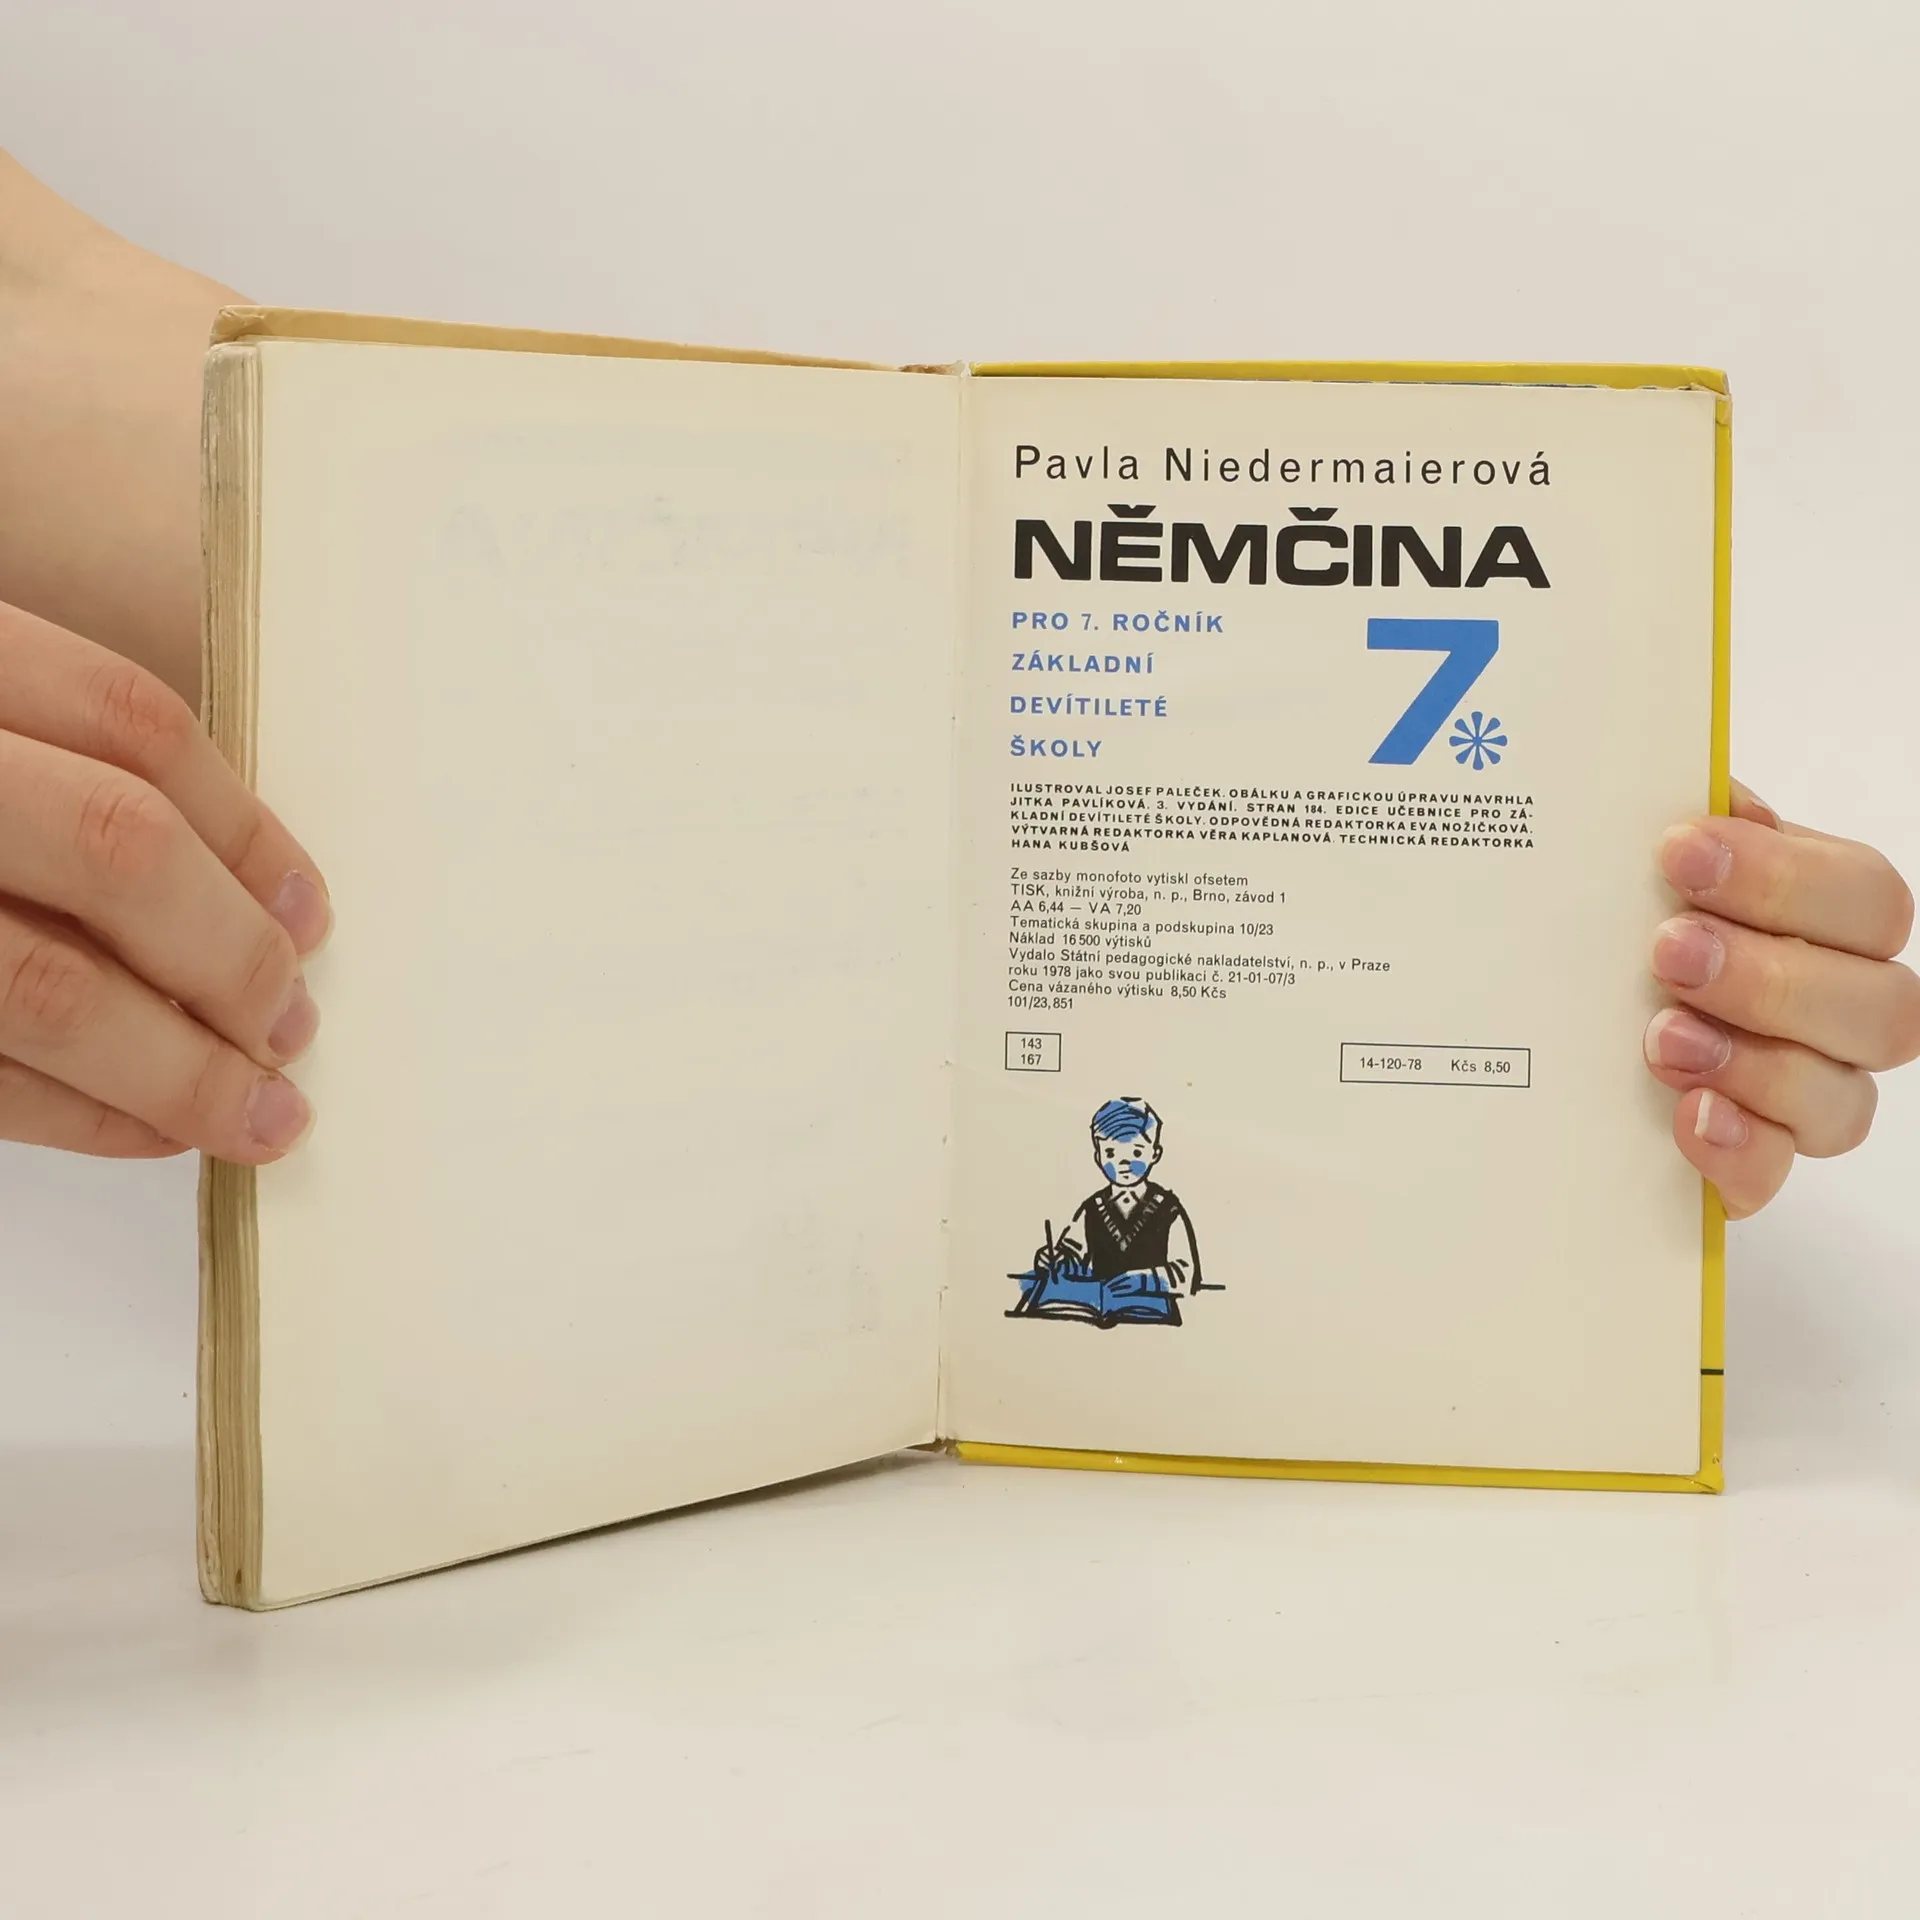 Pavla Niedermaierová
NĚMČINA
PRO 7. ROČNÍK
ZÁKLADNÍ
DEVÍTILETÉ
ŠKOLY
7
ILUSTROVAL JOSEF PALEČEK. OBÁLKU A GRAFICKOU ÚPRAVU NAVRHLA
JITKA PAVLÍKOVÁ. 3. VYDÁNÍ. STRAN 184. EDICE UČEBNICE PRO ZÁ-
KLADNÍ DEVÍTILETÉ ŠKOLY. ODPOVĚDNÁ REDAKTORKA EVA NOŽIČKOVÁ.
VÝTVARNÁ REDAKTORKA VĚRA KAPLANOVÁ. TECHNICKÁ REDAKTORKA
HANA KUBŠOVÁ
Ze sazby monofoto vytiskl ofsetem
TISK, knižní výroba, n. p., Brno, závod 1
AA 6,44 — VA 7,20
Tematická skupina a podskupina 10/23
Náklad 16 500 výtisků
Vydalo Státní pedagogické nakladatelství, n. p., v Praze
roku 1978 jako svou publikaci č. 21-01-07/3
Cena vázaného výtisku 8,50 Kčs
101/23,851
143
167
14-120-78 Kčs 8,50